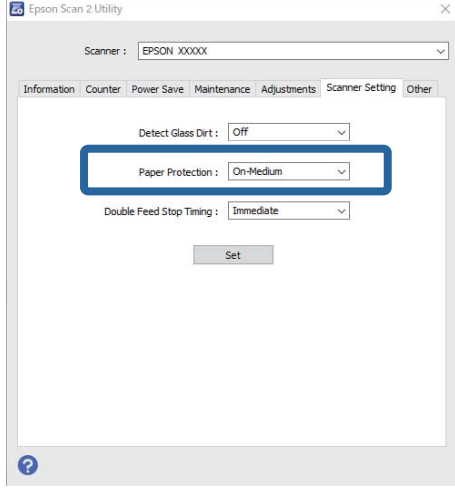 Epson Scan 2 Utility
Scanner : EPSON XXXXX
Information Counter Power Save Maintenance Adjustments Scanner Setting Other
Detect Glass Dirt : Off
Paper Protection : On-Medium
Double Feed Stop Timing : Immediate
Set
?